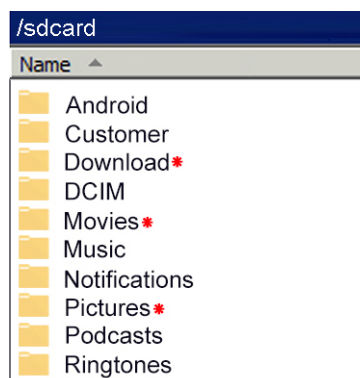 /sdcard
Name
Android
Customer
Download*
DCIM
Movies*
Music
Notifications
Pictures*
Podcasts
Ringtones